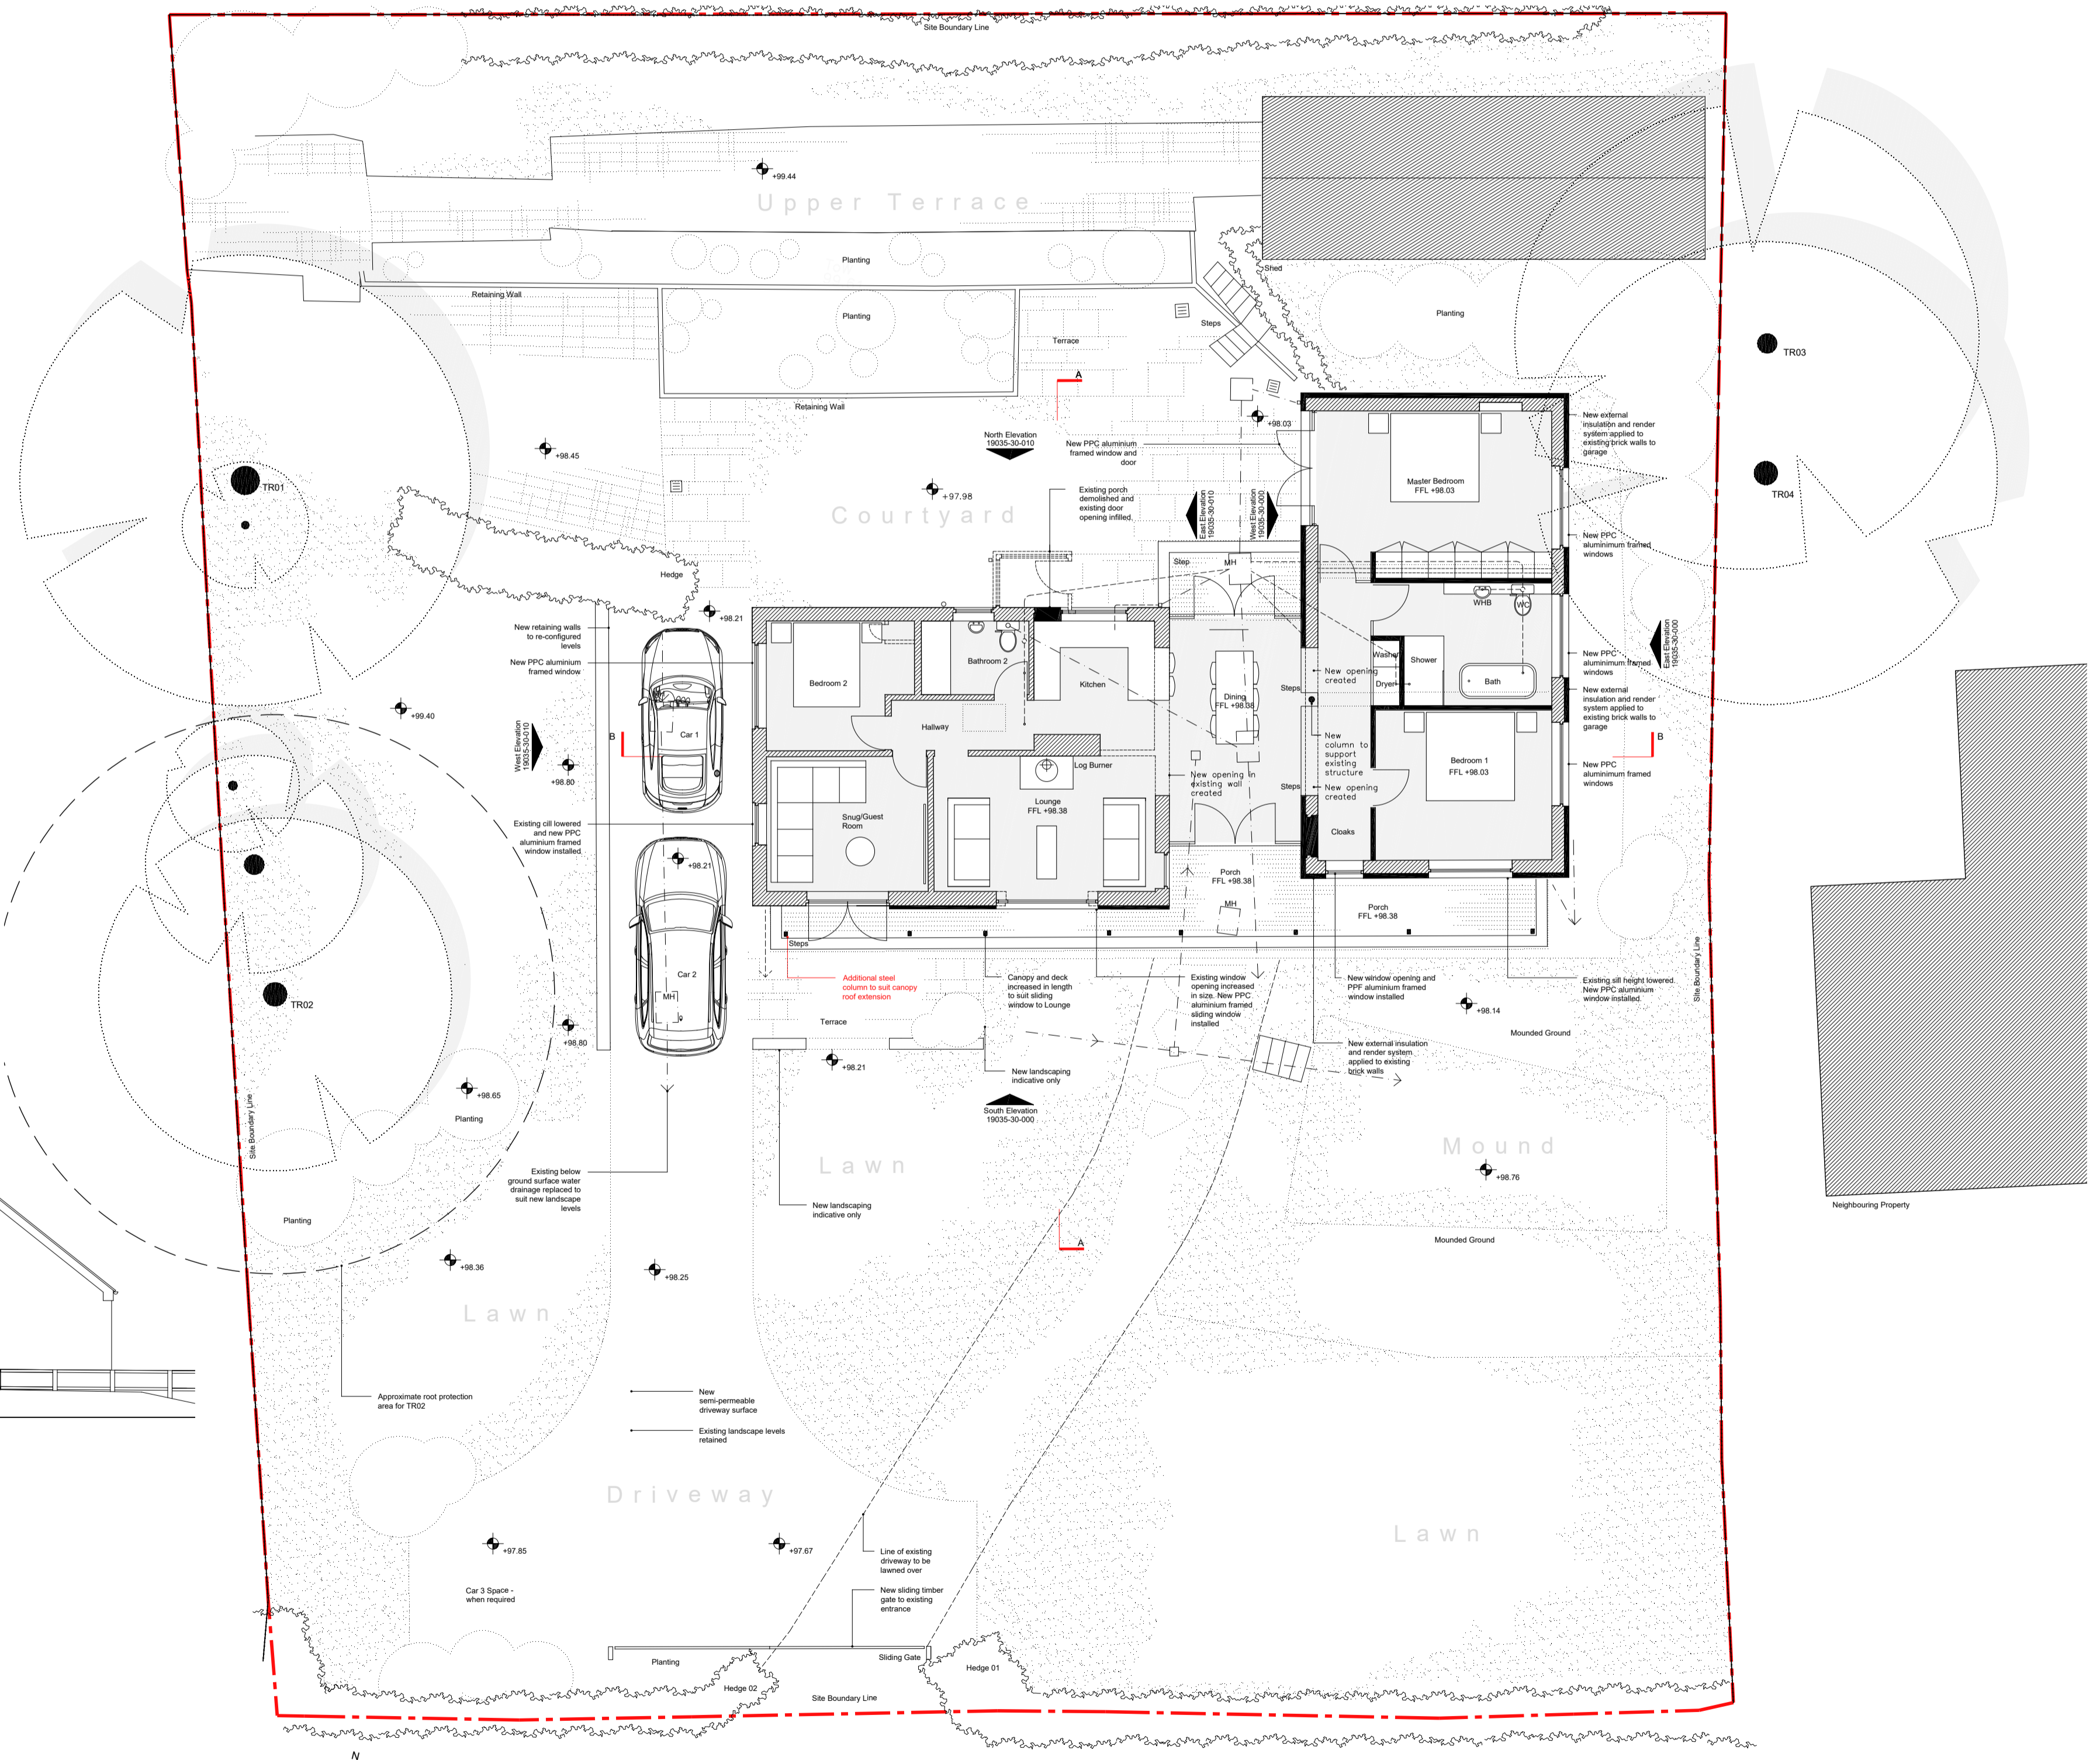 Site Boundary Line
+99.44
Upper Terrace
Planting
Shed
Retaining Wall
Planting
Steps
Planting
Terrace
TR03
Retaining Wall
A
+98.03
North Elevation
19035-30-010
New PPC aluminium
framed window and
door
New external
insulation and render
system applied to
existing brick walls to
garage
+98.45
TR01
Master Bedroom
FFL +98.03
TR04
+97.98
Courtyard
Existing porch
demolished and
existing door
opening infilled.
East Elevation
19035-30-010
West Elevation
19035-30-000
New PPC
aluminimum framed
windows
Hedge
Step
MH
WHB
WC
+98.21
New retaining walls
to re-configured
levels
New PPC aluminium
framed window
Bedroom 2
Bathroom 2
Kitchen
Dining
FFL +98.38
Steps
New opening
created
Washer
Dryer
Shower
Bath
East Elevation
19035-30-000
New PPC
aluminimum framed
windows
New external
insulation and render
system applied to
existing brick walls to
garage
+99.40
Hallway
Car 1
B
West Elevation
19035-30-010
+98.80
New
column to
support
existing
structure
Bedroom 1
FFL +98.03
B
New PPC
aluminimum framed
windows
Log Burner
New opening in
existing wall
created
Steps
New opening
created
Lounge
FFL +98.38
Snug/Guest
Room
Existing cill lowered
and new PPC
aluminium framed
window installed
Cloaks
+98.21
Porch
FFL +98.38
MH
Porch
FFL +98.38
Steps
Car 2
MH
TR02
Additional steel
column to suit canopy
roof extension
Canopy and deck
increased in length
to suit sliding
window to Lounge
Existing window
opening increased
in size. New PPC
aluminium framed
sliding window
installed
New window opening and
PPF aluminium framed
window installed
Existing sill height lowered.
New PPC aluminium
window installed.
Site Boundary Line
+98.14
Mounded Ground
Terrace
+98.80
+98.21
New external insulation
and render system
applied to existing
brick walls
New landscaping
indicative only
+98.65
Planting
South Elevation
19035-30-000
Site Boundary Line
Mound
+98.76
Lawn
Existing below
ground surface water
drainage replaced to
suit new landscape
levels
New landscaping
indicative only
Neighbouring Property
Planting
A
Mounded Ground
+98.36
+98.25
Lawn
Approximate root protection
area for TR02
New
semi-permeable
driveway surface
Existing landscape levels
retained
Driveway
Lawn
+97.85
+97.67
Line of existing
driveway to be
lawned over
Car 3 Space -
when required
New sliding timber
gate to existing
entrance
Planting
Sliding Gate
Hedge 01
Hedge 02
Site Boundary Line
N